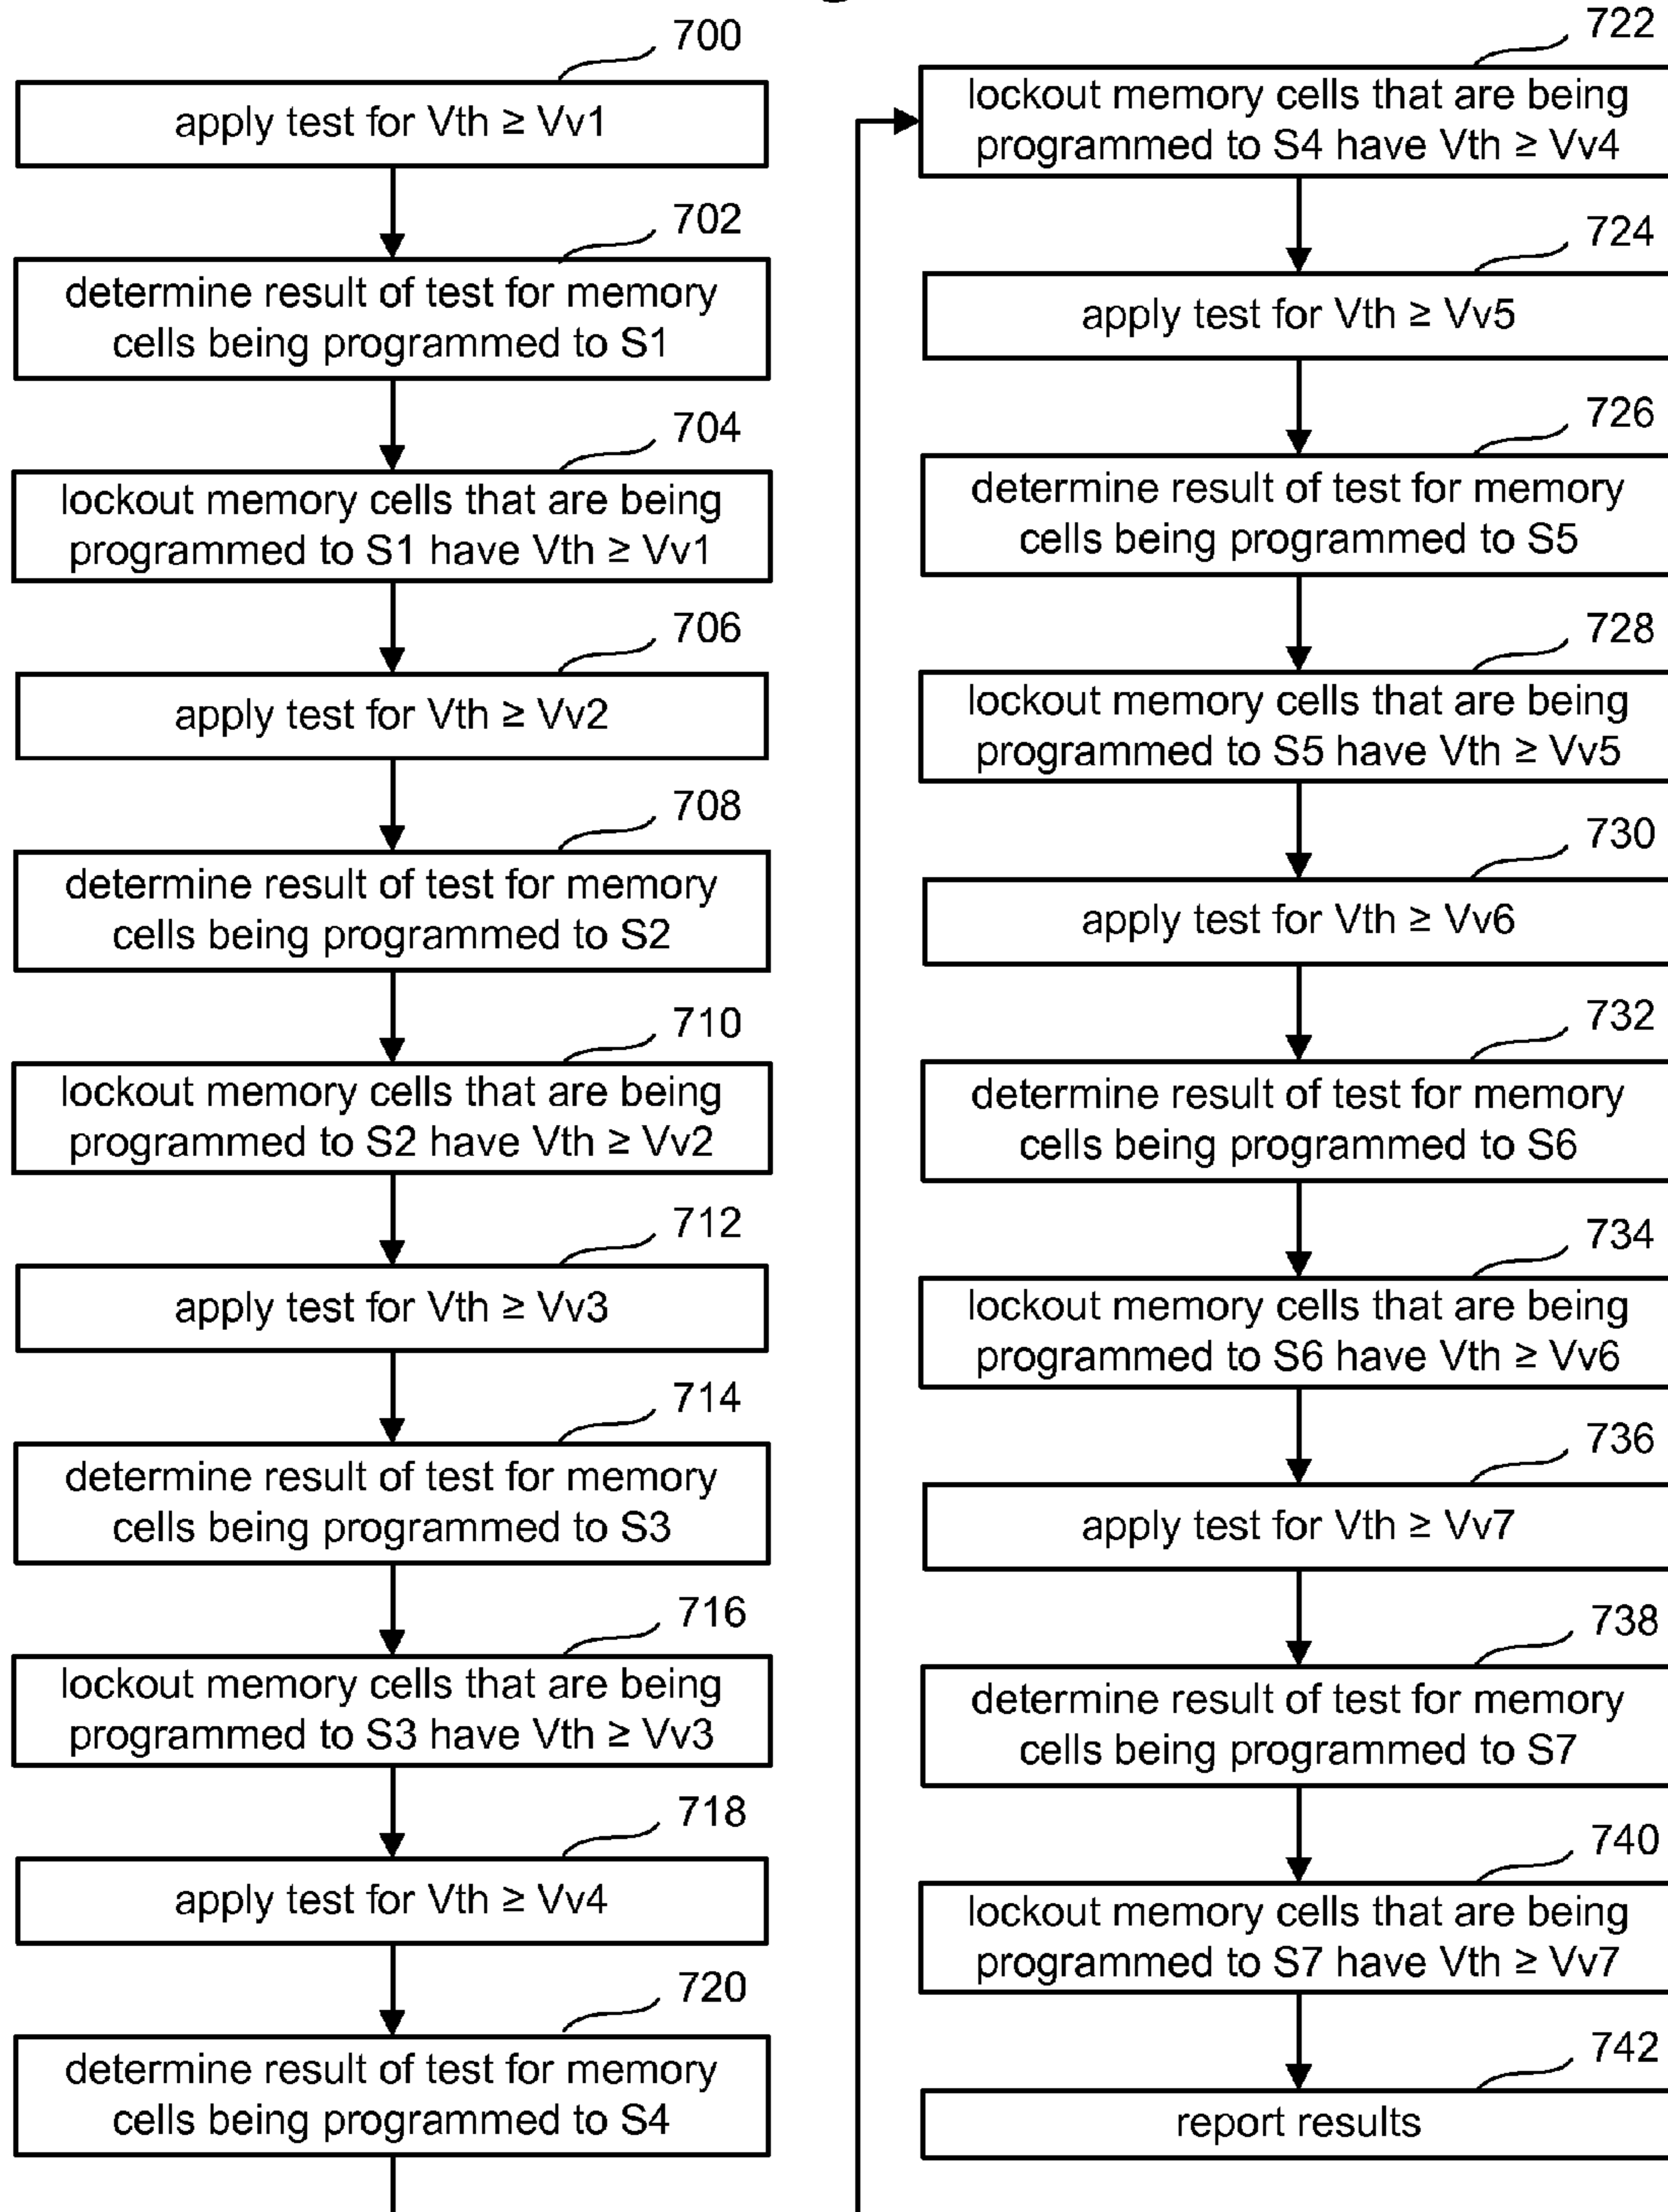 700
apply test for Vth ≥ Vv1
702
determine result of test for memory
cells being programmed to S1
704
lockout memory cells that are being
programmed to S1 have Vth ≥ Vv1
706
apply test for Vth ≥ Vv2
708
determine result of test for memory
cells being programmed to S2
710
lockout memory cells that are being
programmed to S2 have Vth ≥ Vv2
712
apply test for Vth ≥ Vv3
714
determine result of test for memory
cells being programmed to S3
716
lockout memory cells that are being
programmed to S3 have Vth ≥ Vv3
718
apply test for Vth ≥ Vv4
720
determine result of test for memory
cells being programmed to S4
722
lockout memory cells that are being
programmed to S4 have Vth ≥ Vv4
724
apply test for Vth ≥ Vv5
726
determine result of test for memory
cells being programmed to S5
728
lockout memory cells that are being
programmed to S5 have Vth ≥ Vv5
730
apply test for Vth ≥ Vv6
732
determine result of test for memory
cells being programmed to S6
734
lockout memory cells that are being
programmed to S6 have Vth ≥ Vv6
736
apply test for Vth ≥ Vv7
738
determine result of test for memory
cells being programmed to S7
740
lockout memory cells that are being
programmed to S7 have Vth ≥ Vv7
742
report results